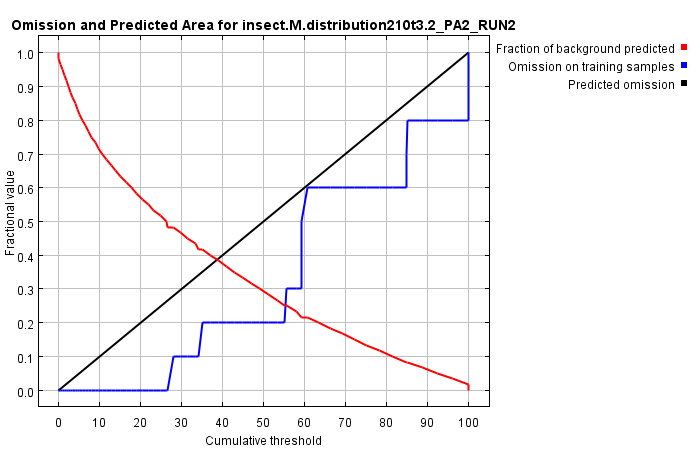 Omission and Predicted Area for insect.M.distribution210t3.2_PA2_RUN2
Fraction of background predicted
Omission on training samples
Predicted omission
Fractional value
1.0
0.9
0.8
0.7
0.6
0.5
0.4
0.3
0.2
0.1
0.0
0 10 20 30 40 50 60 70 80 90 100
Cumulative threshold